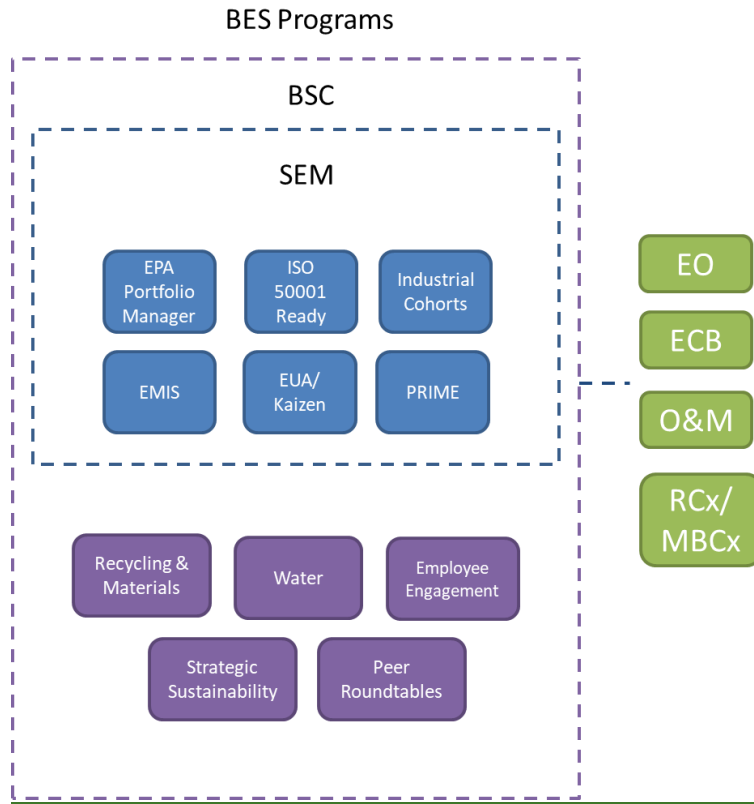 BES Programs
BSC
SEM
EPA
Portfolio
Manager
ISO
50001
Ready
Industrial
Cohorts
EMIS
EUA/
Kaizen
PRIME
EO
ECB
O&M
RCx/
MBCx
Recycling &
Materials
Water
Employee
Engagement
Strategic
Sustainability
Peer
Roundtables